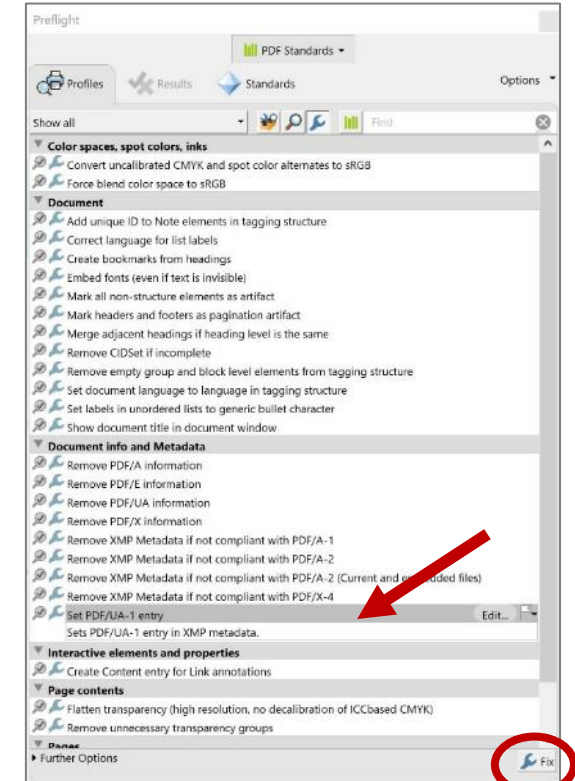 Preflight
PDF Standards
Profiles
Results
Standards
Options
Show all
Find
Color spaces, spot colors, inks
Convert uncalibrated CMYK and spot color alternates to sRGB
Force blend color space to sRGB
Document
Add unique ID to Note elements in tagging structure
Correct language for list labels
Create bookmarks from headings
Embed fonts (even if text is invisible)
Mark all non-structure elements as artifact
Mark headers and footers as pagination artifact
Merge adjacent headings if heading level is the same
Remove CIDSet if incomplete
Remove empty group and block level elements from tagging structure
Set document language to language in tagging structure
Set labels in unordered lists to generic bullet character
Show document title in document window
Document info and Metadata
Remove PDF/A information
Remove PDF/E information
Remove PDF/UA information
Remove PDF/X information
Remove XMP Metadata if not compliant with PDF/A-1
Remove XMP Metadata if not compliant with PDF/A-2
Remove XMP Metadata if not compliant with PDF/A-2 (Current and files)
Remove XMP Metadata if not compliant with PDF/X-4
Set PDF/UA-1 entry
Edit...
Sets PDF/UA-1 entry in XMP metadata.
Interactive elements and properties
Create Content entry for Link annotations
Page contents
Flatten transparency (high resolution, no decalibration of ICCbased CMYK)
Remove unnecessary transparency groups
Pages
Further Options
Fix